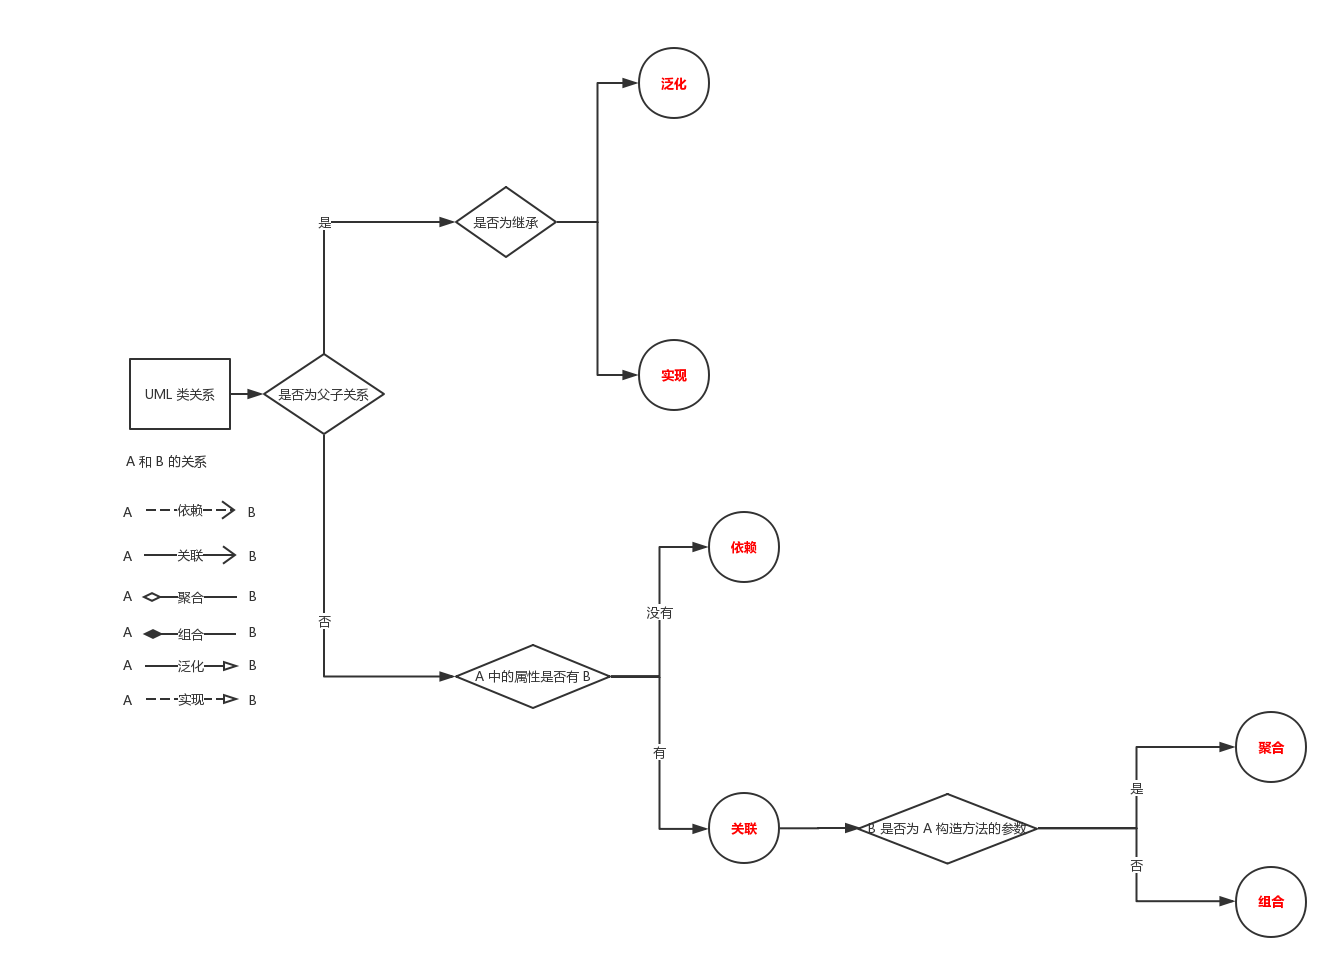 泛化
是
是否为继承
实现
UML 类关系
是否为父子关系
A 和 B 的关系
A 依赖 B
A 关联 B
A 聚合 B
A 组合 B
A 泛化 B
A 实现 B
否
依赖
没有
A 中的属性是否有 B
有
关联
B 是否为 A 构造方法的参数
聚合
是
否
组合